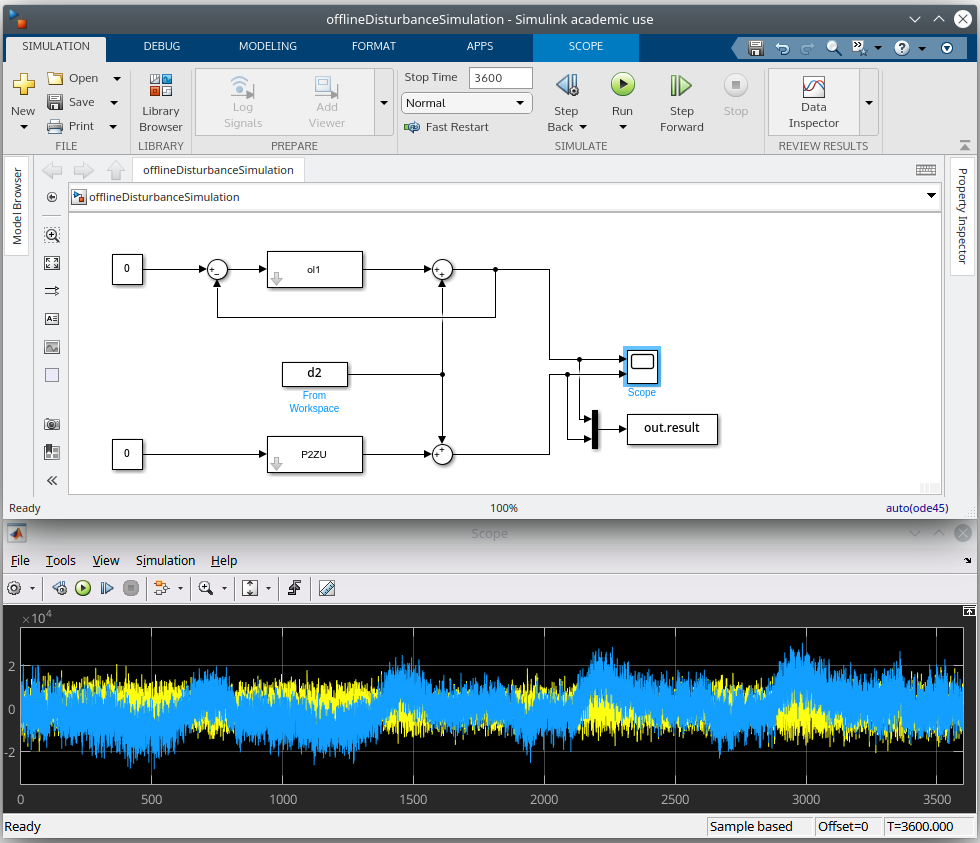 offlineDisturbanceSimulation - Simulink academic use
SIMULATION DEBUG MODELING FORMAT APPS SCOPE
New
Open
Save
Print
FILE
Library
Browser
LIBRARY
Log
Signals
Add
Viewer
PREPARE
Stop Time 3600
Normal
Fast Restart
Step
Back
Run
Step
Forward
Stop
SIMULATE
Data
Inspector
REVIEW RESULTS
Model Browser
offlineDisturbanceSimulation
offlineDisturbanceSimulation
Property Inspector
0
+
−
ol1
+
+
d2
From
Workspace
Scope
out.result
0
P2ZU
+
+
Ready 100% auto(ode45)
Scope
File Tools View Simulation Help
×10⁴
2
0
-2
0 500 1000 1500 2000 2500 3000 3500
Ready Sample based Offset=0 T=3600.000